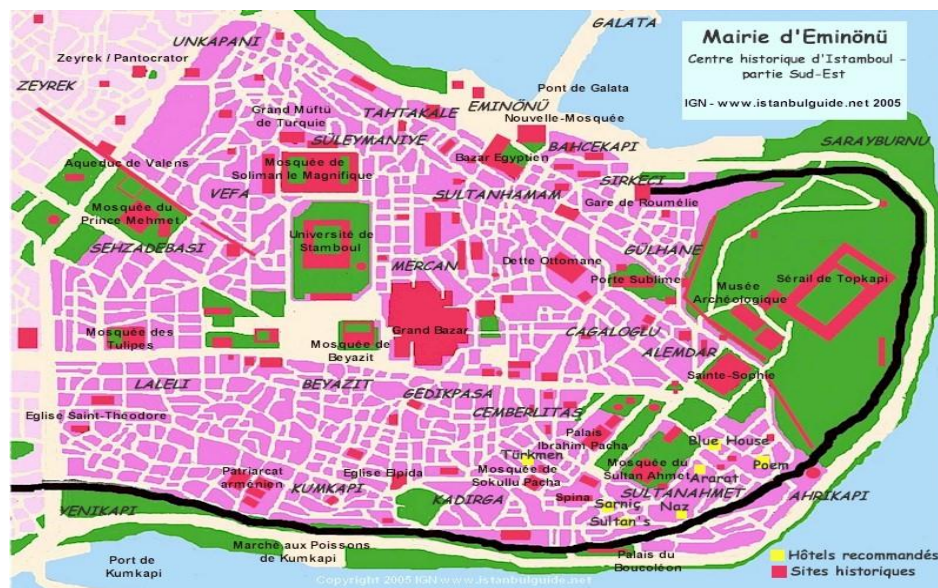 GALATA
Mairie d'Eminönü
Centre historique d'Istamboul -
partie Sud-Est
IGN - www.istanbulguide.net 2005
UNKAPANI
Zeyrek / Pantocrator
ZEYREK
Pont de Galata
TAHTAKALE
EMINÖNÜ
Nouvelle-Mosquée
Grand Müftü
de Turquie
SÜLEYMANIYE
BAHCEKAPI
SARAYBURNU
Aqueduc de Valens
Mosquée de
Soliman le Magnifique
Bazar Egyptien
SIRKECI
VEFA
SULTANHAMAM
Gare de Roumélie
Mosquée du
Prince Mehmet
SEHZADEBASI
Université de
Stamboul
MERCAN
Dette Ottomane
GÜLHANE
Porte Sublime
Musée
Archéologique
Sérail de Topkapi
Mosquée des
Tulipes
Mosquée de
Beyazit
Grand Bazar
CAGALOGLU
ALEMDAR
Sainte-Sophie
LALELI
BEYAZIT
GEDIKPASA
CEMBERLITAS
Eglise Saint-Théodore
Palais
Ibrahim Pacha
Blue House
Türkmen
Patriarcat
arménien
Eglise Elpida
Mosquée de
Sokullu Pacha
Mosquée du
Sultan Ahmet
Poem
Ararat
KUMKAPI
KADIRGA
Spina
SULTANAHMET
AHRIKAPI
Sarniç
Naz
Sultan's
YENIKAPI
Marché aux Poissons
de Kumkapi
Port de
Kumkapi
Palais du
Boucoléon
Hôtels recommandés
Sites historiques
Copyright 2005 IGN www.istanbulguide.net